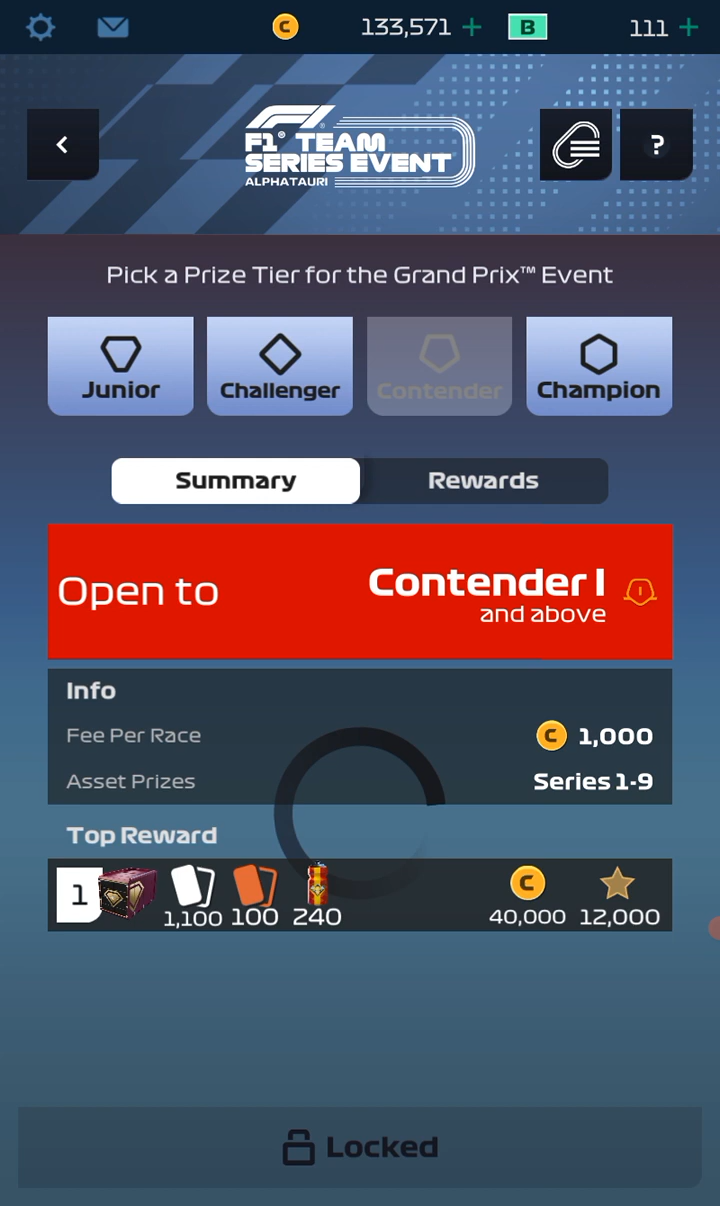 133,571 + B 111 +
F1® TEAM
SERIES EVENT
ALPHATAURI
?
Pick a Prize Tier for the Grand Prix™ Event
Junior Challenger Contender Champion
Summary Rewards
Open to Contender I
and above
Info
Fee Per Race C 1,000
Asset Prizes Series 1-9
Top Reward
1 1,100 100 240 C 40,000 12,000
Locked